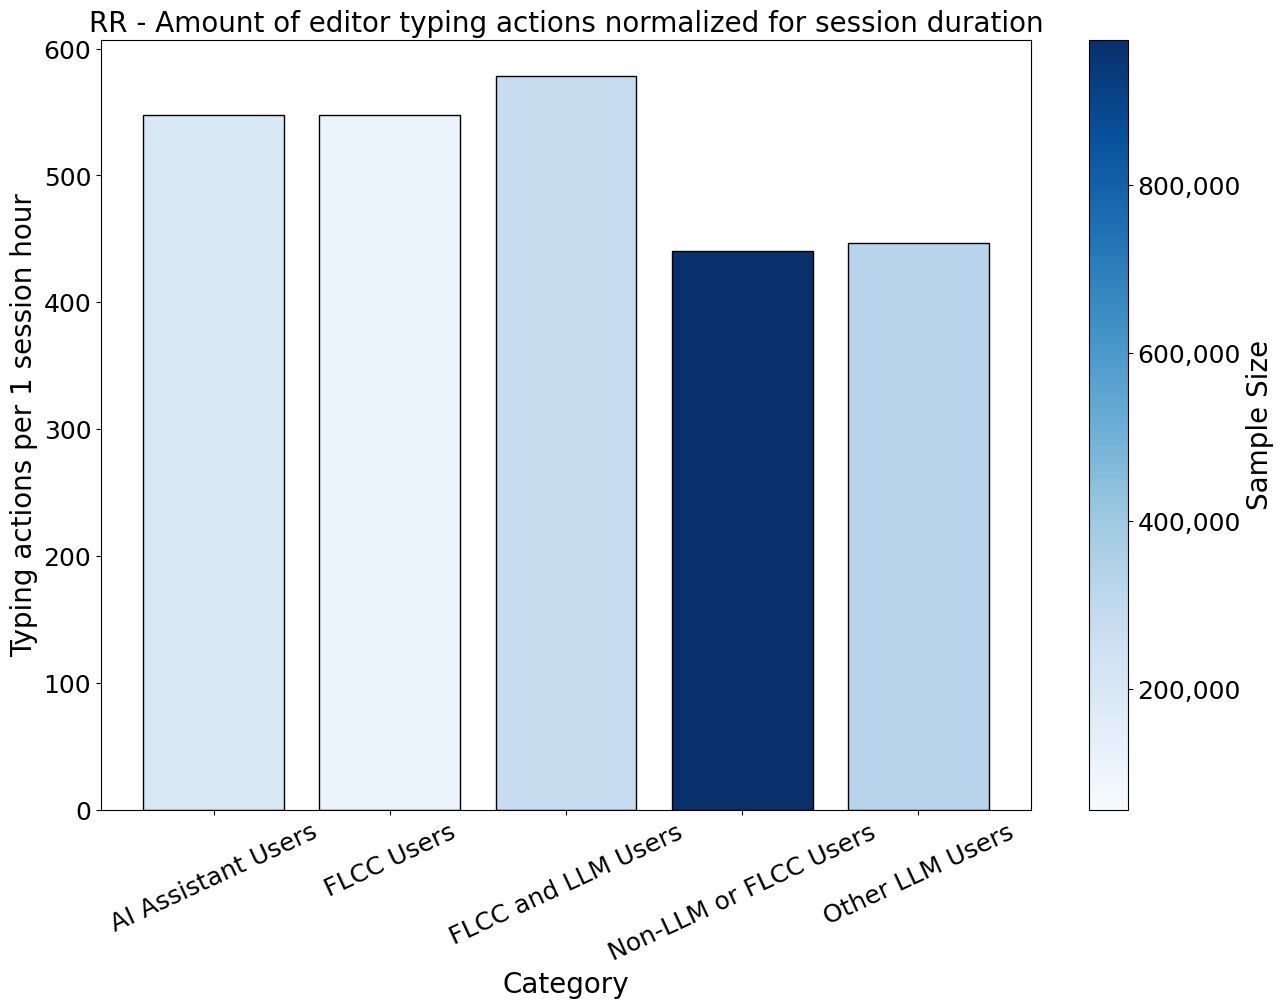 RR - Amount of editor typing actions normalized for session duration
Typing actions per 1 session hour
600
500
400
300
200
100
0
AI Assistant Users
FLCC Users
FLCC and LLM Users
Non-LLM or FLCC Users
Other LLM Users
Category
800,000
600,000
400,000
200,000
Sample Size